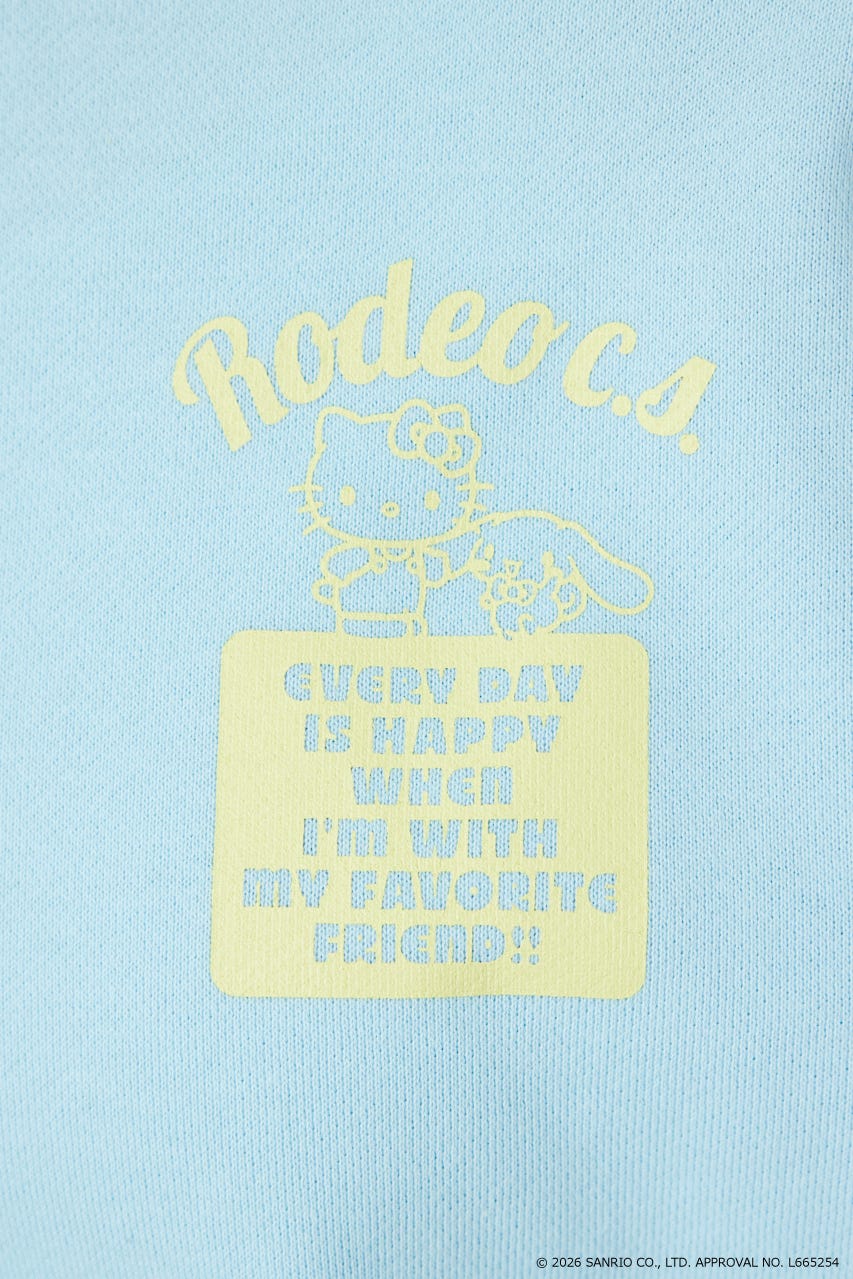 Rodeo c.s.
EVERY DAY
IS HAPPY
WHEN
I'M WITH
MY FAVORITE
FRIEND!!
© 2026 SANRIO CO., LTD. APPROVAL NO. L665254